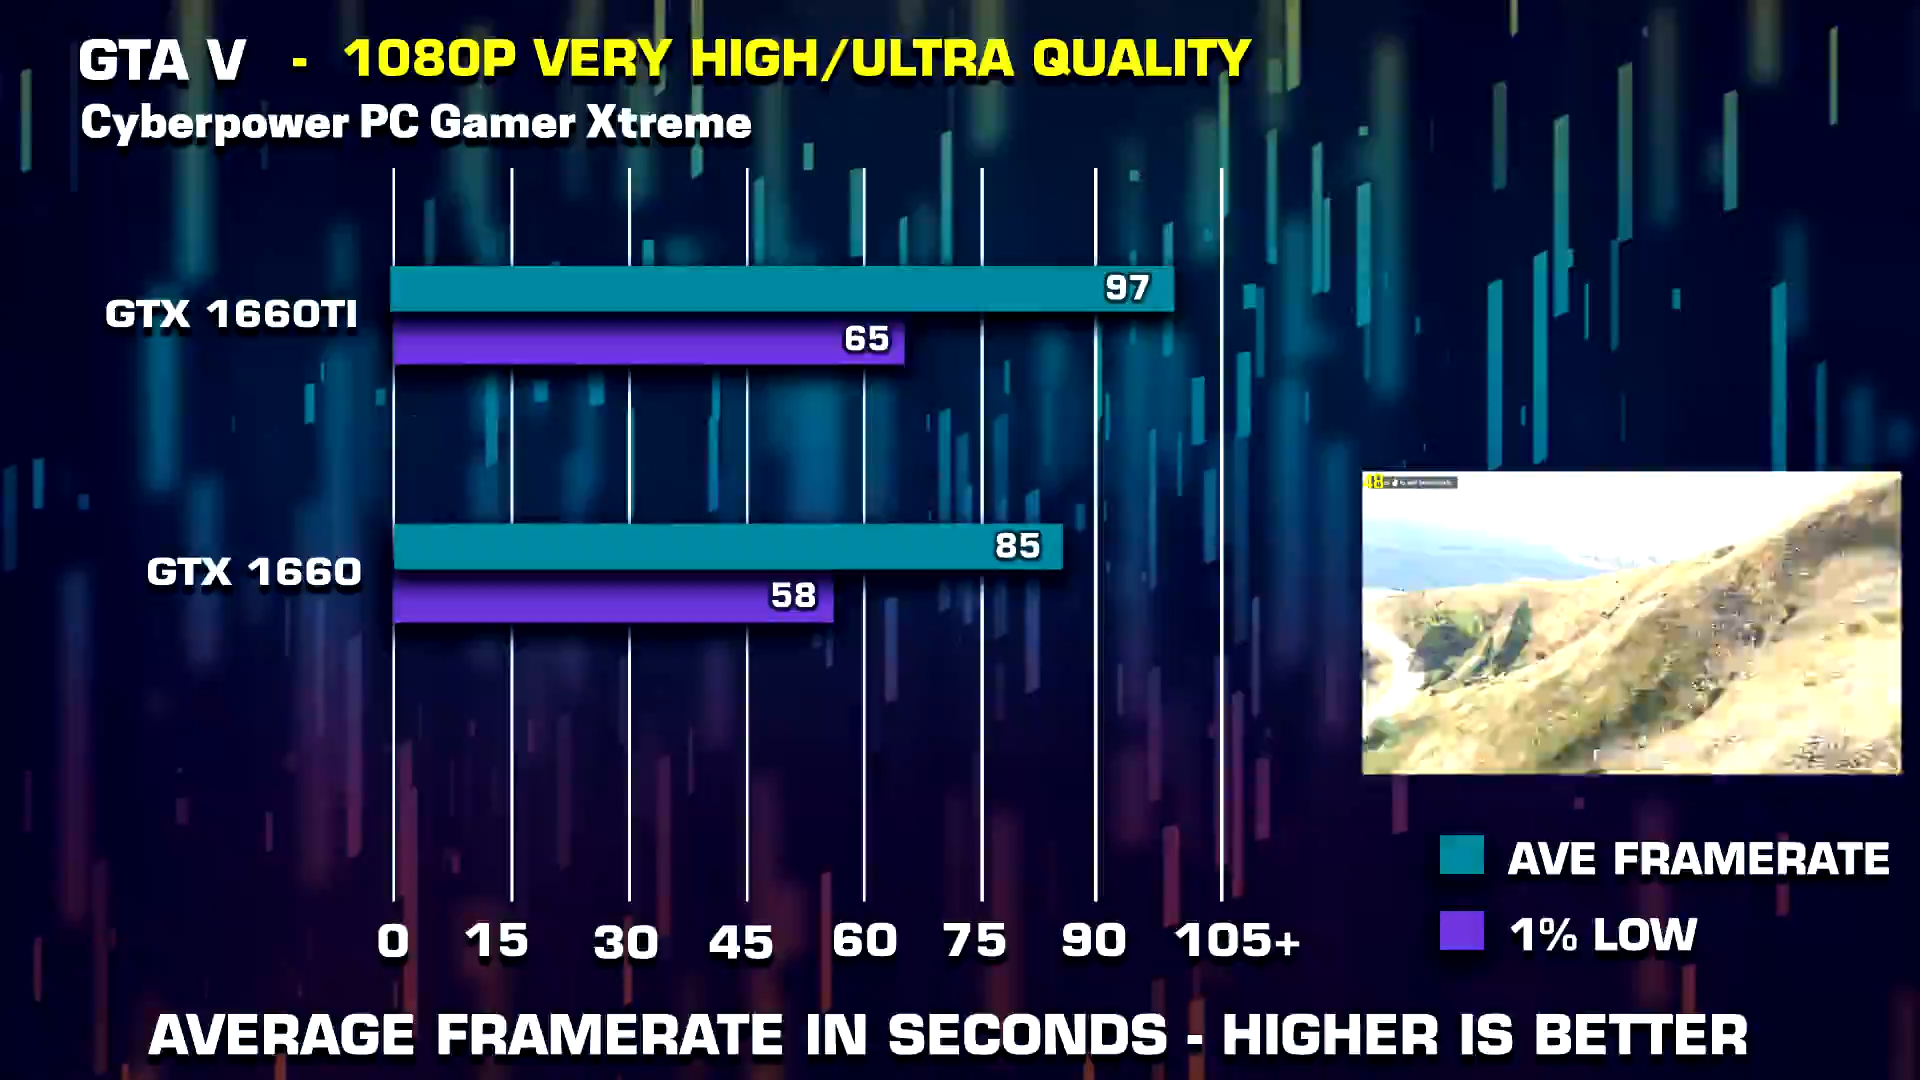 GTA V - 1080P VERY HIGH/ULTRA QUALITY
Cyberpower PC Gamer Xtreme
GTX 1660TI
97
65
GTX 1660
85
58
48
0 15 30 45 60 75 90 105+
AVE FRAMERATE
1% LOW
AVERAGE FRAMERATE IN SECONDS - HIGHER IS BETTER